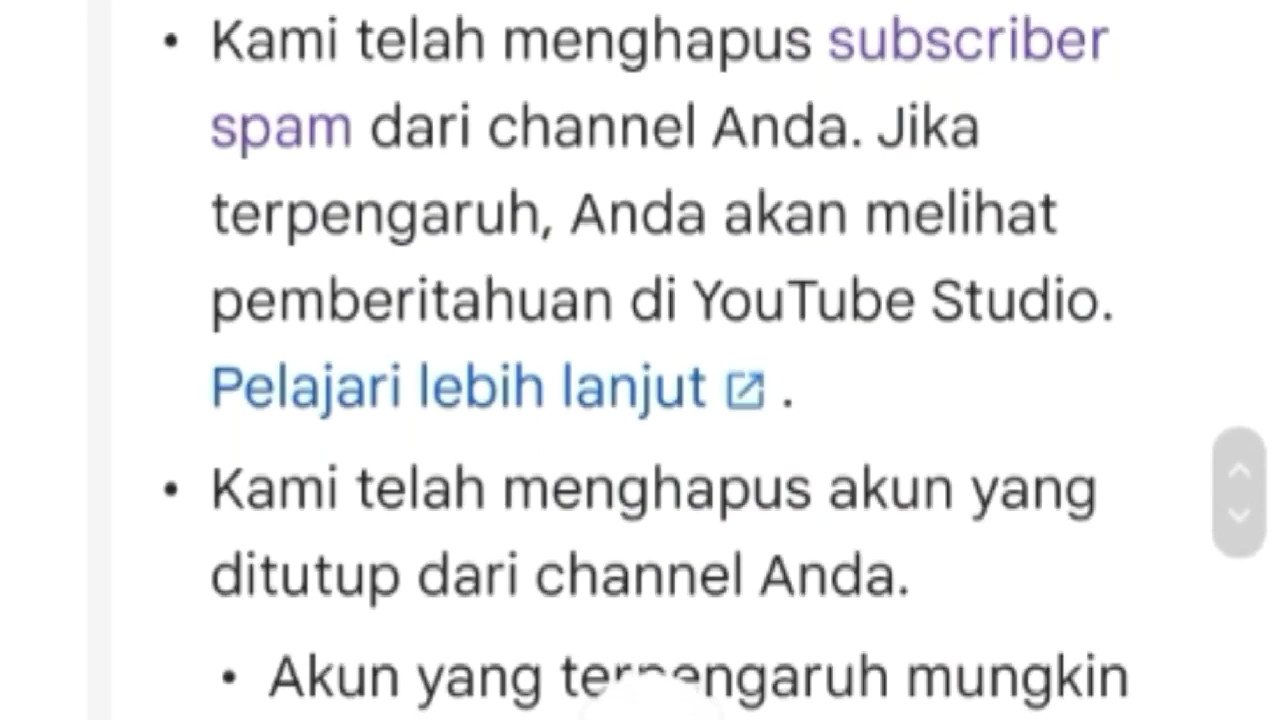 • Kami telah menghapus subscriber
spam dari channel Anda. Jika
terpengaruh, Anda akan melihat
pemberitahuan di YouTube Studio.
Pelajari lebih lanjut .
• Kami telah menghapus akun yang
ditutup dari channel Anda.
• Akun yang terpengaruh mungkin